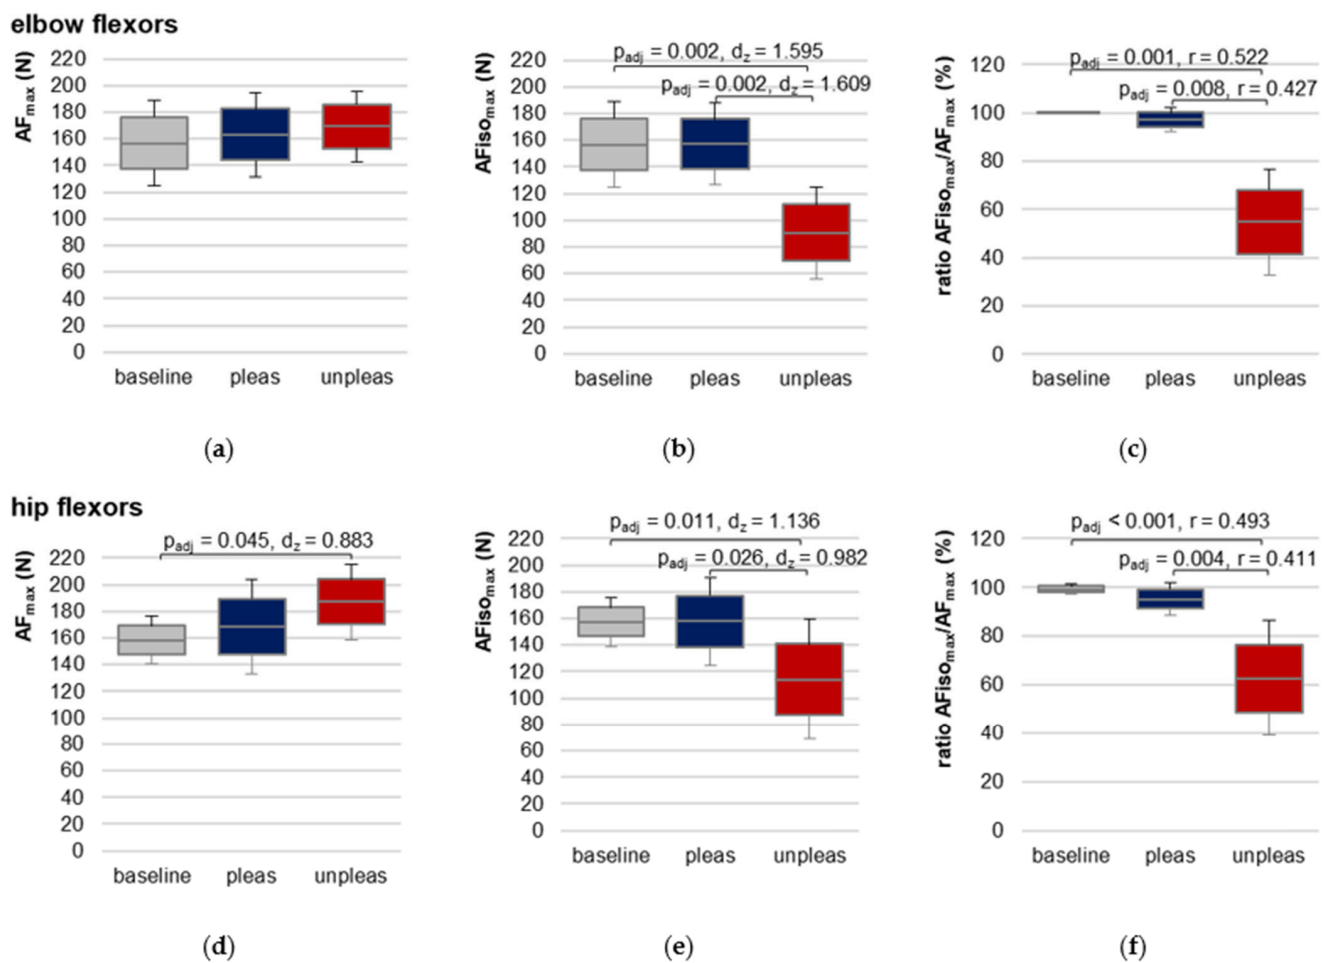 elbow flexors
AFmax (N)
220
200
180
160
140
120
100
80
60
40
20
0
baseline pleas unpleas
(a)
padj = 0.002, dz = 1.595
padj = 0.002, dz = 1.609
AFisomax (N)
220
200
180
160
140
120
100
80
60
40
20
0
baseline pleas unpleas
(b)
padj = 0.001, r = 0.522
padj = 0.008, r = 0.427
ratio AFisomax/AFmax (%)
120
100
80
60
40
20
0
baseline pleas unpleas
(c)
hip flexors
padj = 0.045, dz = 0.883
AFmax (N)
220
200
180
160
140
120
100
80
60
40
20
0
baseline pleas unpleas
(d)
padj = 0.011, dz = 1.136
padj = 0.026, dz = 0.982
AFisomax (N)
220
200
180
160
140
120
100
80
60
40
20
0
baseline pleas unpleas
(e)
padj < 0.001, r = 0.493
padj = 0.004, r = 0.411
ratio AFisomax/AFmax (%)
120
100
80
60
40
20
0
baseline pleas unpleas
(f)